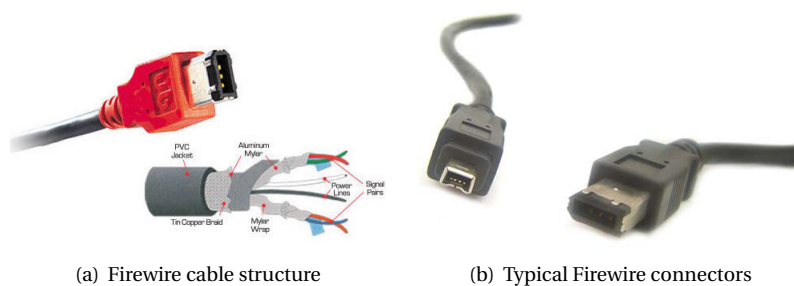 PVC
Jacket
Aluminum
Mylar
Power
Lines
Signal
Pairs
Tin Copper Braid
Mylar
Wrap
(a) Firewire cable structure
(b) Typical Firewire connectors